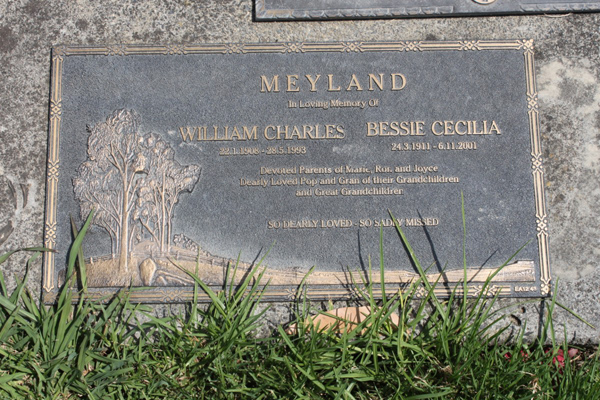 MEYLAND
In Loving Memory Of
WILLIAM CHARLES BESSIE CECILIA
22.1.1908 - 28.5.1993 24.3.1911 - 6.11.2001
Devoted Parents of Marie, Ron and Joyce
Dearly Loved Pop and Gran of their Grandchildren
and Great Grandchildren
SO DEARLY LOVED - SO SADLY MISSED